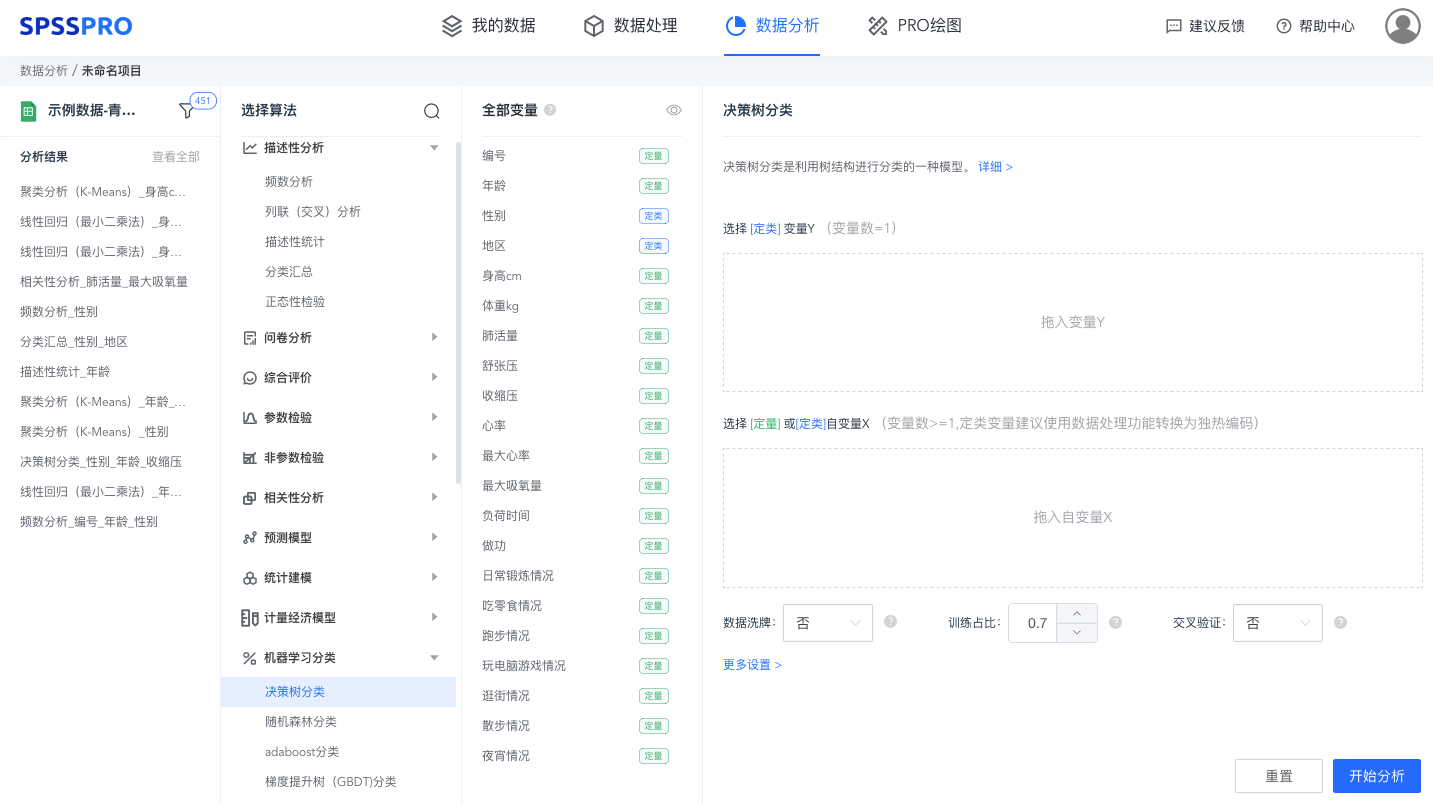 SPSSPRO
我的数据
数据处理
数据分析
PRO绘图
建议反馈
帮助中心
数据分析 / 未命名项目
示例数据-青...
451
分析结果
查看全部
聚类分析（K-Means）_身高c...
线性回归（最小二乘法）_身...
线性回归（最小二乘法）_身...
相关性分析_肺活量_最大吸氧量
频数分析_性别
分类汇总_性别_地区
描述性统计_年龄
聚类分析（K-Means）_年龄_...
聚类分析（K-Means）_性别
决策树分类_性别_年龄_收缩压
线性回归（最小二乘法）_年...
频数分析_编号_年龄_性别
选择算法
描述性分析
频数分析
列联（交叉）分析
描述性统计
分类汇总
正态性检验
问卷分析
综合评价
参数检验
非参数检验
相关性分析
预测模型
统计建模
计量经济模型
机器学习分类
决策树分类
随机森林分类
adaboost分类
梯度提升树（GBDT)分类
全部变量 ?
编号 定量
年龄 定量
性别 定类
地区 定类
身高cm 定量
体重kg 定量
肺活量 定量
舒张压 定量
收缩压 定量
心率 定量
最大心率 定量
最大吸氧量 定量
负荷时间 定量
做功 定量
日常锻炼情况 定量
吃零食情况 定量
跑步情况 定量
玩电脑游戏情况 定量
逛街情况 定量
散步情况 定量
夜宵情况 定量
决策树分类
决策树分类是利用树结构进行分类的一种模型。 详细 >
选择 [定类] 变量Y （变量数=1）
拖入变量Y
选择 [定量] 或[定类]自变量X （变量数>=1,定类变量建议使用数据处理功能转换为独热编码）
拖入自变量X
数据洗牌： 否 ? 训练占比： 0.7 ? 交叉验证： 否 ?
更多设置 >
重置
开始分析